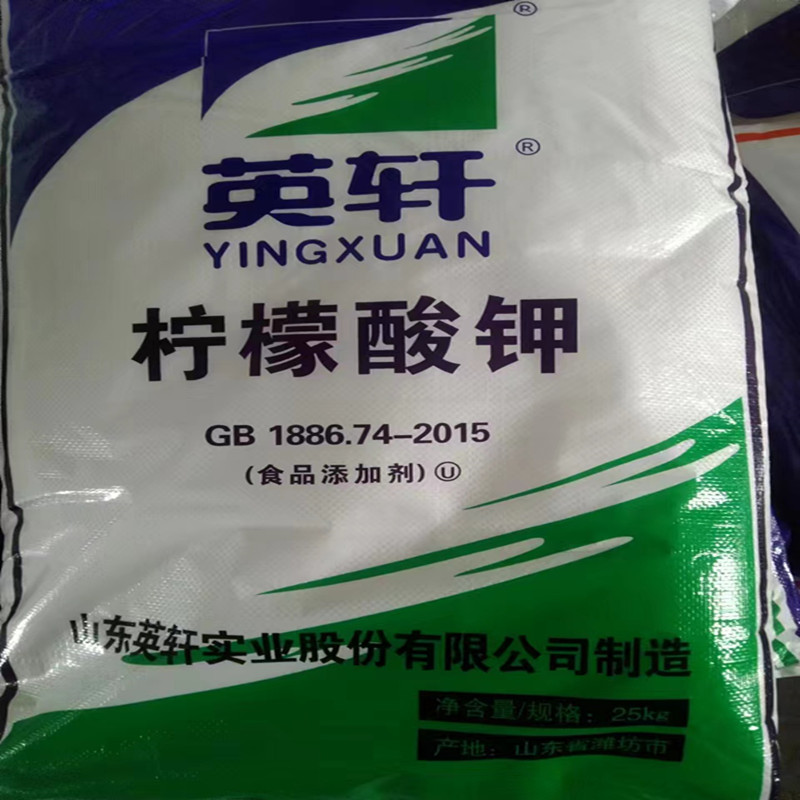 ®
英轩®
YINGXUAN
柠檬酸钾
GB 1886.74-2015
(食品添加剂)Ⓤ
山东英轩实业股份有限公司制造
净含量/规格：25kg
产地：山东省潍坊市